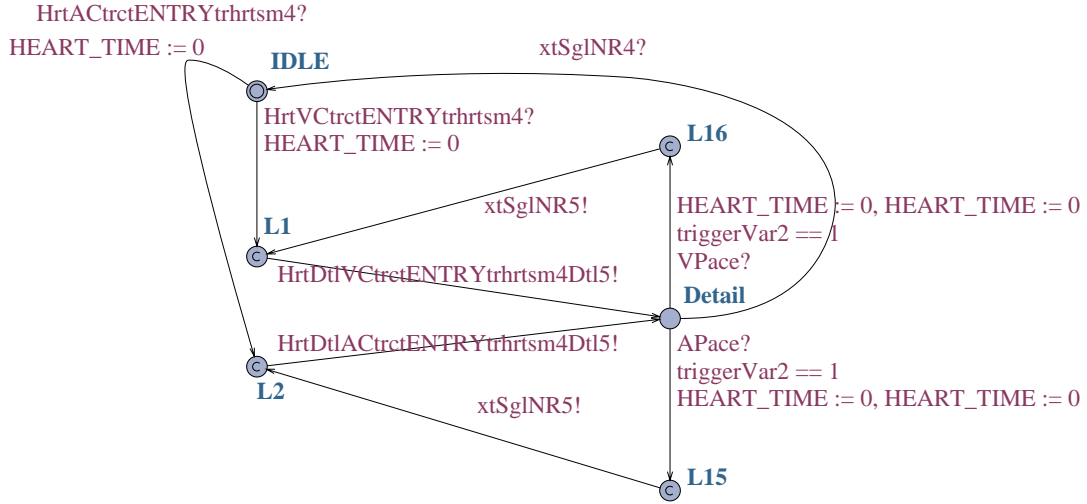 HrtACtrctENTRYtrhrtsm4?
HEART_TIME := 0
IDLE
xtSglNR4?
HrtVCtrctENTRYtrhrtsm4?
HEART_TIME := 0
L16
C
xtSglNR5!
HEART_TIME := 0, HEART_TIME := 0
triggerVar2 == 1
VPace?
L1
C
HrtDtlVCtrctENTRYtrhrtsm4Dtl5!
Detail
HrtDtlACtrctENTRYtrhrtsm4Dtl5!
APace?
triggerVar2 == 1
HEART_TIME := 0, HEART_TIME := 0
C
L2
xtSglNR5!
L15
C